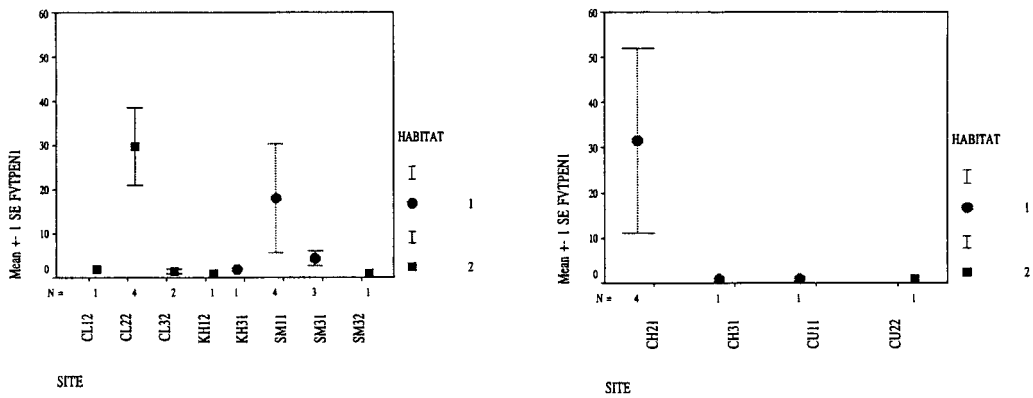 60
50
40
30
20
10
0
Mean +- 1 SE FVTPEN1
N = 1 4 2 1 1 4 3 1
CL12 CL22 CL32 KH12 KH31 SM11 SM31 SM32
SITE
HABITAT
1
2
60
50
40
30
20
10
0
Mean +- 1 SE FVTPEN1
N = 4 1 1 1
CH21 CH31 CU11 CU22
SITE
HABITAT
1
2